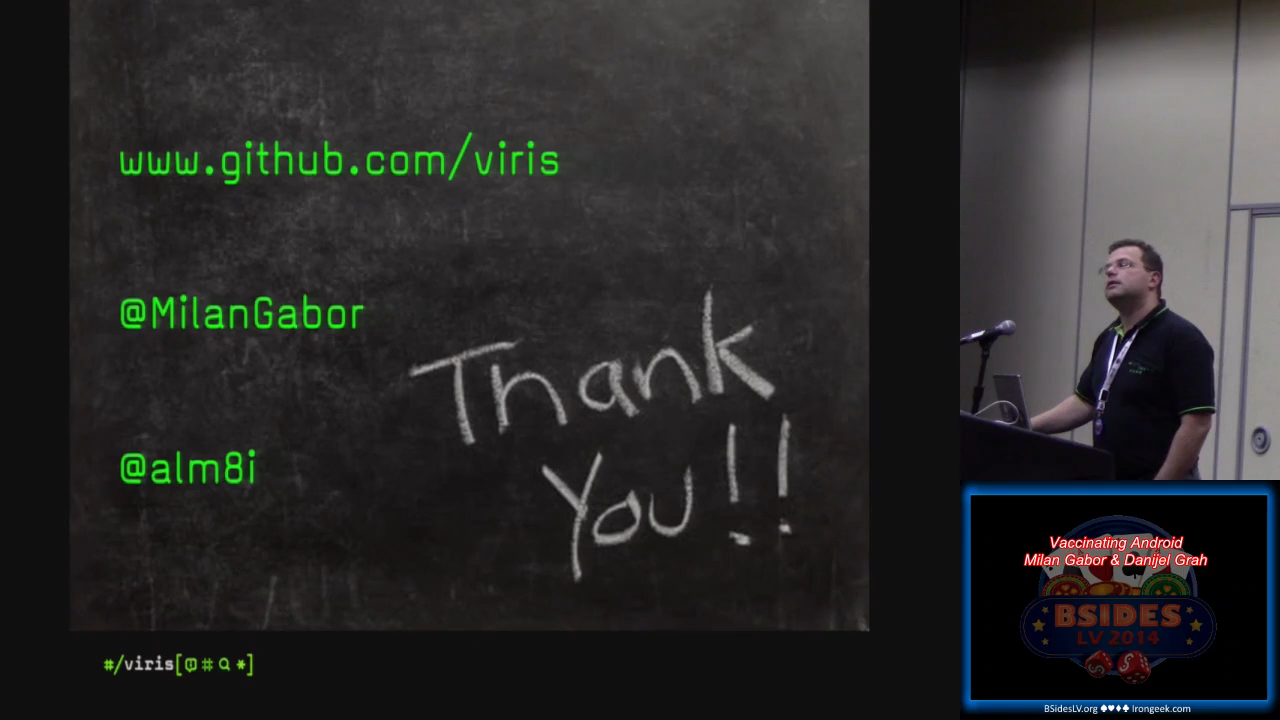 www.github.com/viris
@MilanGabor
@alm8i
Thank
You!!
#/viris[@#Q*]
Vaccinating Android
Milan Gabor & Danijel Grah
BSIDES
LV 2014
BSidesLV.org ♠♥♦♣ Irongeek.com